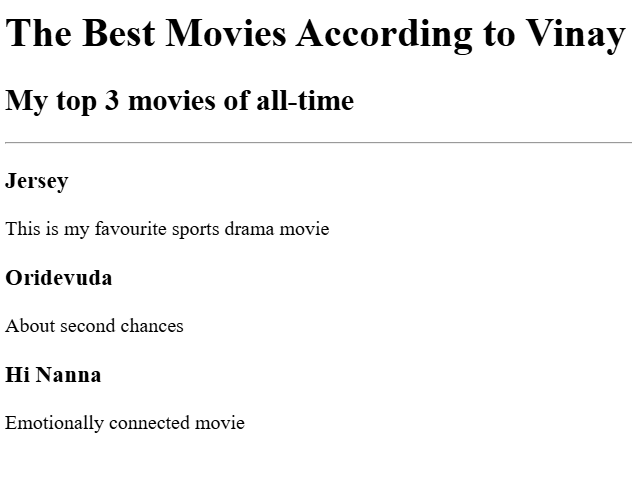 The Best Movies According to Vinay
My top 3 movies of all-time
Jersey
This is my favourite sports drama movie
Oridevuda
About second chances
Hi Nanna
Emotionally connected movie